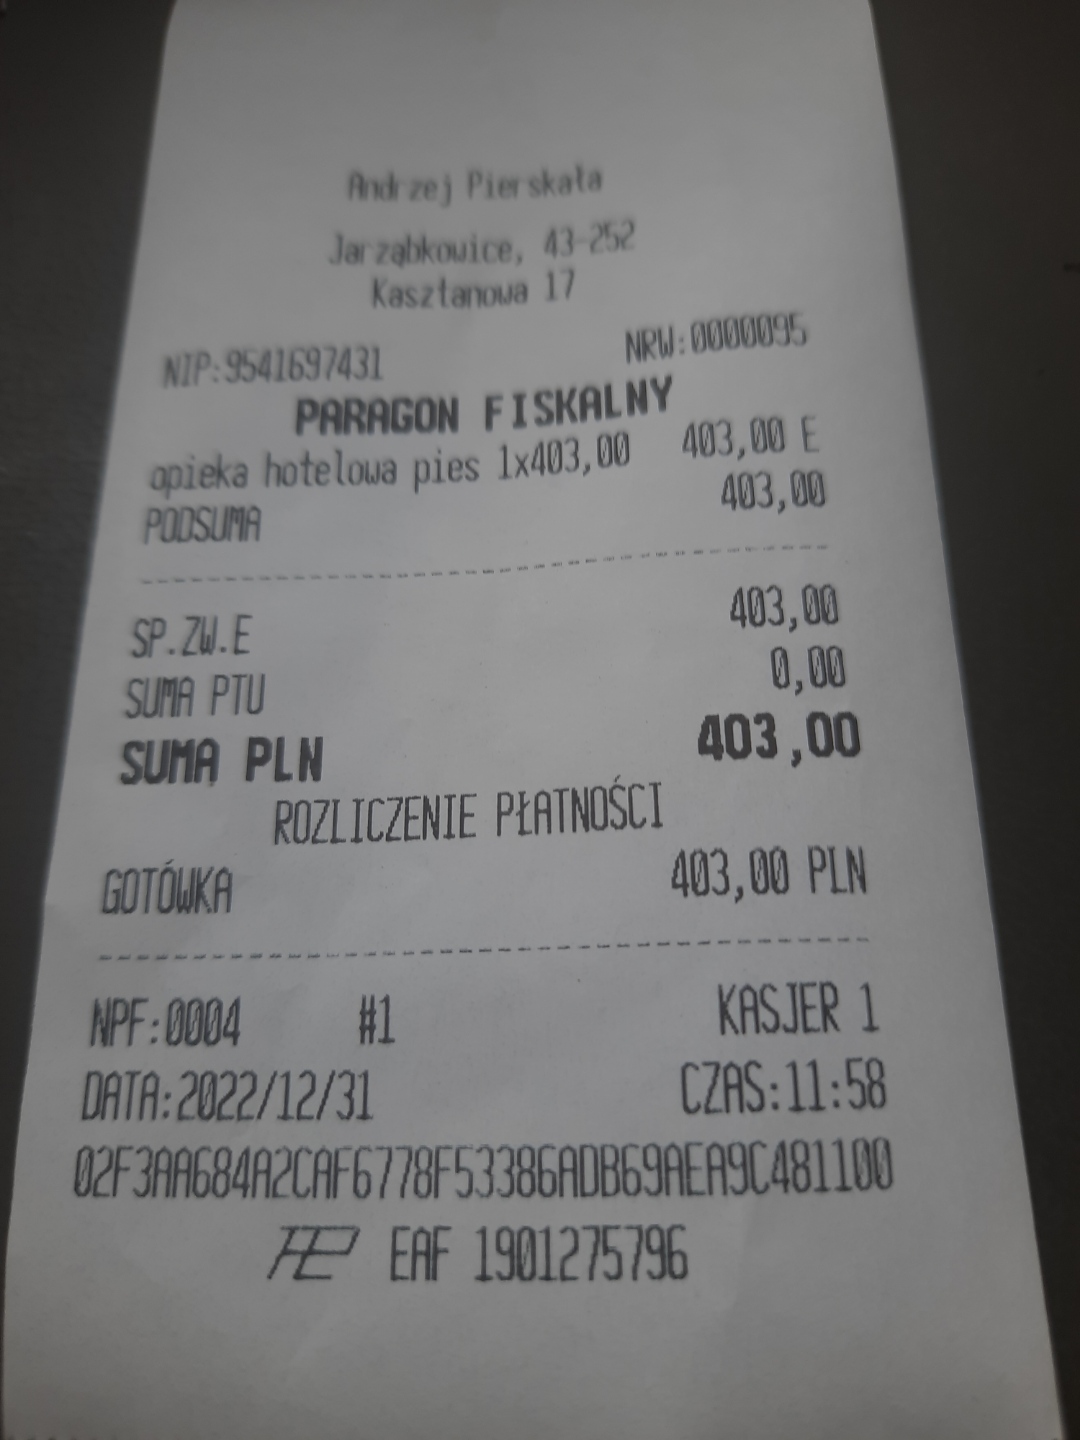 Andrzej Pierskała
Jarząbkowice, 43-252
Kasztanowa 17
NIP:9541697431 NRW:0000095
PARAGON FISKALNY
opieka hotelowa pies 1x403,00 403,00 E
PODSUMA 403,00
SP.ZW.E 403,00
SUMA PTU 0,00
SUMA PLN 403,00
ROZLICZENIE PŁATNOŚCI
GOTÓWKA 403,00 PLN
NPF:0004 #1 KASJER 1
DATA:2022/12/31 CZAS:11:58
02F3AA684A2CAF6778F53386ADB69AEA9C481100
EAF 1901275796